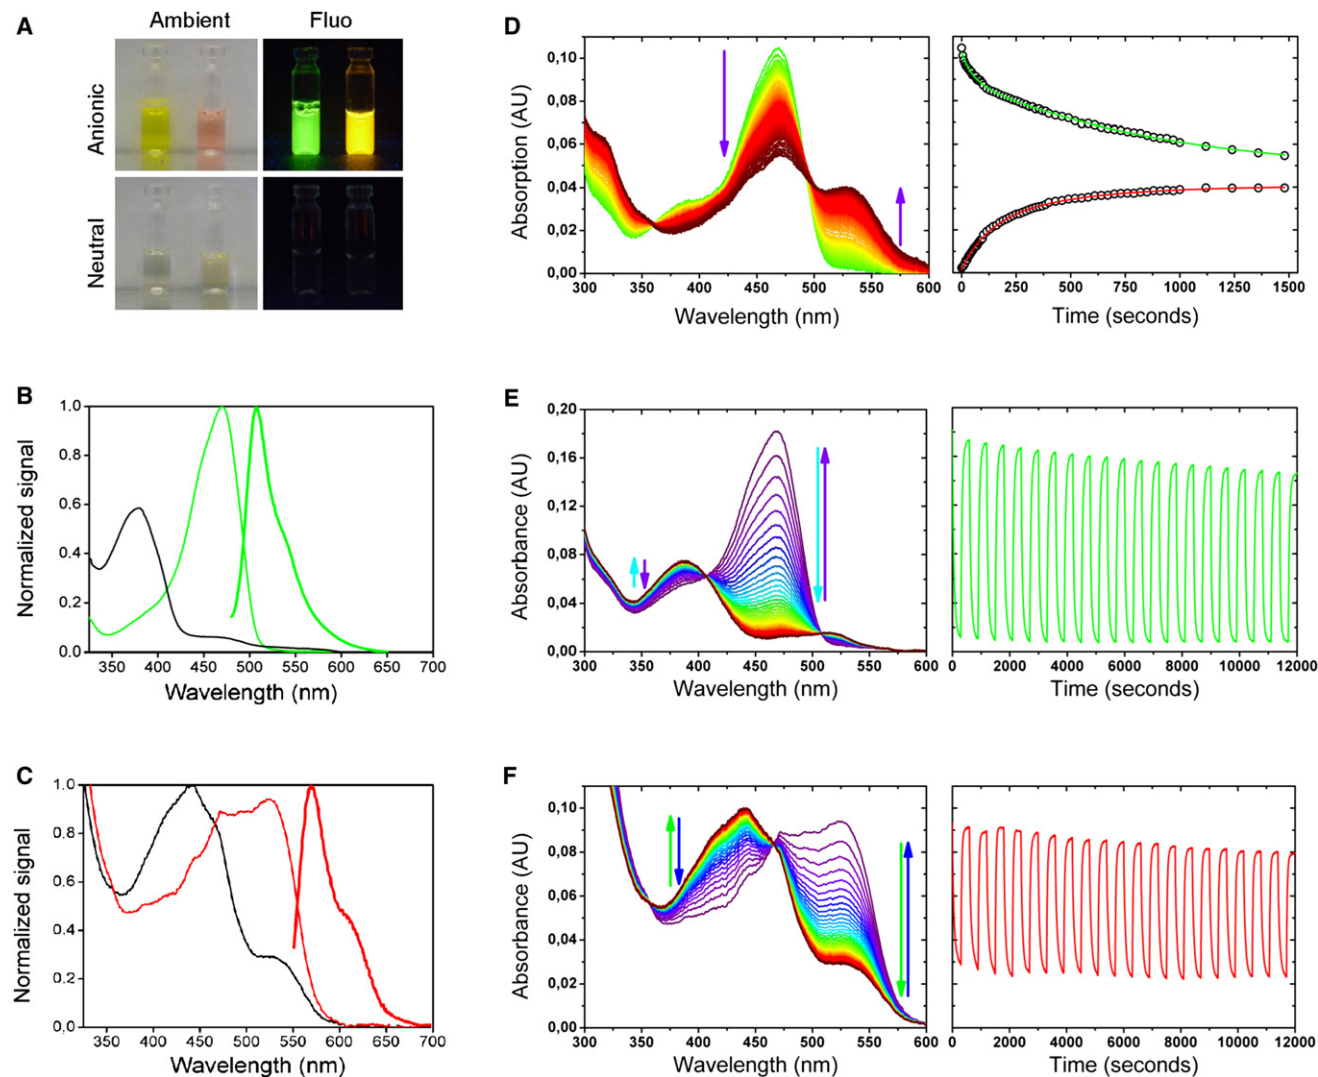 A
Ambient
Fluo
Anionic
Neutral
B
Normalized signal
1.0
0.8
0.6
0.4
0.2
0.0
350 400 450 500 550 600 650 700
Wavelength (nm)
C
Normalized signal
1.0
0.8
0.6
0.4
0.2
0.0
350 400 450 500 550 600 650 700
Wavelength (nm)
D
Absorption (AU)
0,10
0,08
0,06
0,04
0,02
0,00
300 350 400 450 500 550 600
Wavelength (nm)
0 250 500 750 1000 1250 1500
Time (seconds)
E
Absorbance (AU)
0,20
0,16
0,12
0,08
0,04
0,00
300 350 400 450 500 550 600
Wavelength (nm)
0 2000 4000 6000 8000 10000 12000
Time (seconds)
F
Absorbance (AU)
0,10
0,08
0,06
0,04
0,02
0,00
300 350 400 450 500 550 600
Wavelength (nm)
0 2000 4000 6000 8000 10000 12000
Time (seconds)